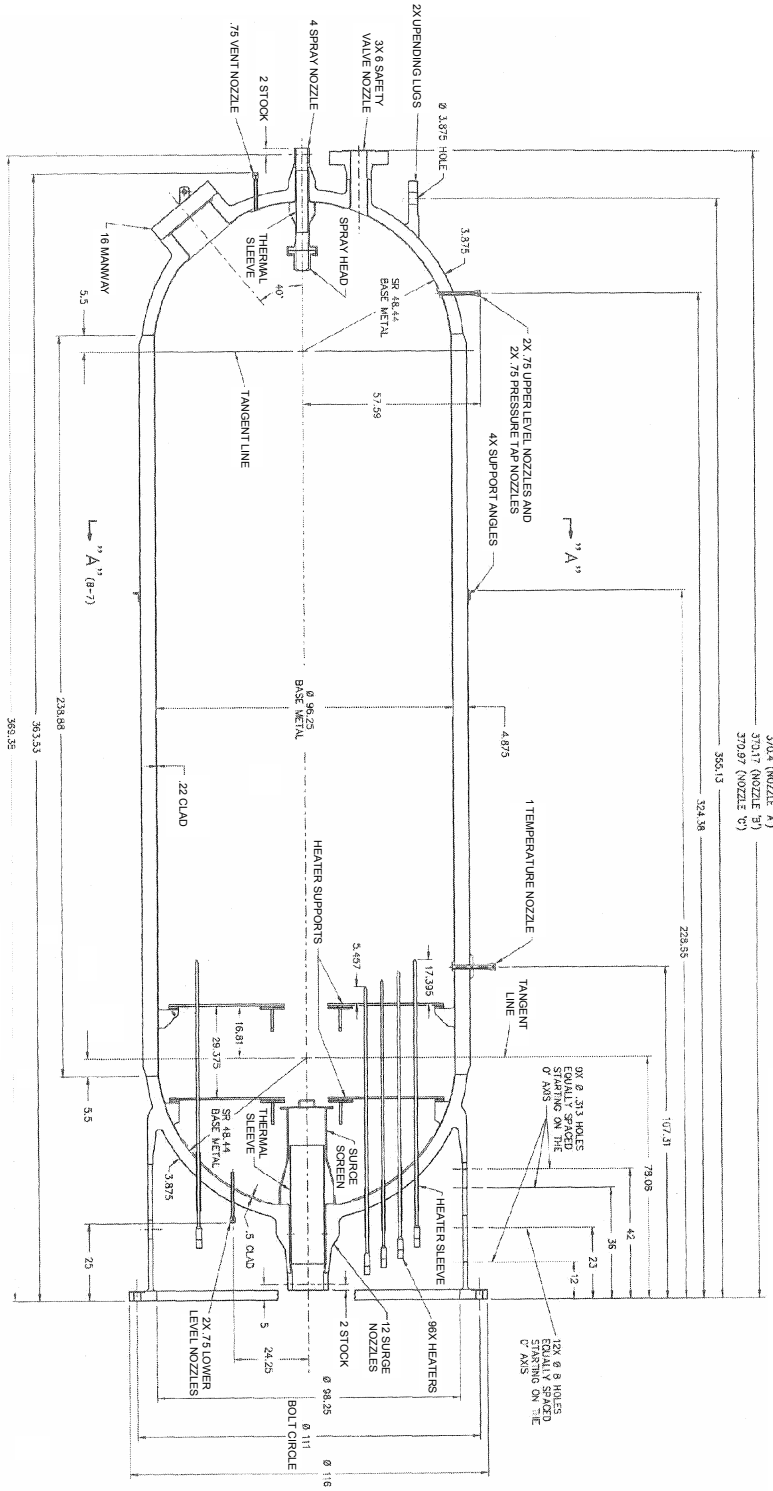 2X UPENDING LUGS
Ø 3.875 HOLE
3X 6 SAFETY
VALVE NOZZLE
4 SPRAY NOZZLE
2 STOCK
.75 VENT NOZZLE
16 MANWAY
5.5
THERMAL
SLEEVE
SPRAY HEAD
40°
SR 48.44
BASE METAL
3.875
TANGENT LINE
57.59
2X .75 UPPER LEVEL NOZZLES AND
2X .75 PRESSURE TAP NOZZLES
4X SUPPORT ANGLES
"A"
"A" (8-7)
370.17 (NOZZLE 'B')
370.97 (NOZZLE 'C')
355.13
324.38
228.55
Ø 96.25
BASE METAL
4.875
.22 CLAD
238.88
363.53
369.38
1 TEMPERATURE NOZZLE
HEATER SUPPORTS
5.457
17.395
16.81
29.375
TANGENT
LINE
5.5
107.31
78.06
9X Ø .313 HOLES
EQUALLY SPACED
STARTING ON THE
0° AXIS
SR 48.44
BASE METAL
THERMAL
SLEEVE
SURGE
SCREEN
HEATER SLEEVE
3.875
.5 CLAD
42
36
23
12
25
5
2 STOCK
24.25
2X .75 LOWER
LEVEL NOZZLES
12 SURGE
NOZZLES
96X HEATERS
12X Ø 8 HOLES
EQUALLY SPACED
STARTING ON THE
0° AXIS
Ø 98.25
Ø 111
BOLT CIRCLE
Ø 116